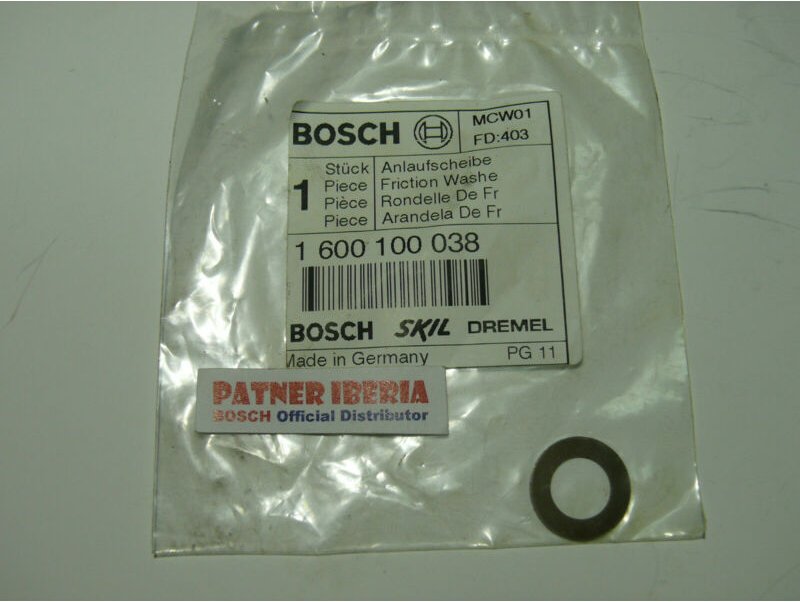 BOSCH
MCW01
FD:403
1
Stück
Piece
Pièce
Piece
Anlaufscheibe
Friction Washe
Rondelle De Fr
Arandela De Fr
1 600 100 038
BOSCH SKIL DREMEL
Made in Germany PG 11
PATNER IBERIA
BOSCH Official Distributor